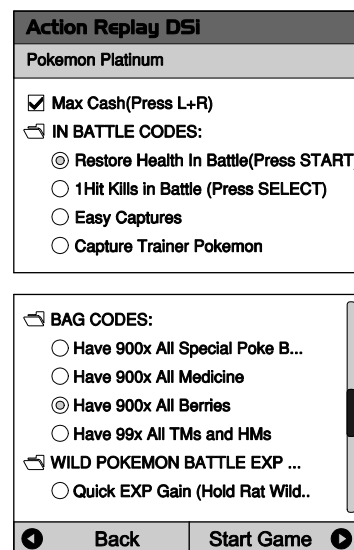 Action Replay DSi
Pokemon Platinum
Max Cash(Press L+R)
IN BATTLE CODES:
Restore Health In Battle(Press START
1Hit Kills in Battle (Press SELECT)
Easy Captures
Capture Trainer Pokemon
BAG CODES:
Have 900x All Special Poke B...
Have 900x All Medicine
Have 900x All Berries
Have 99x All TMs and HMs
WILD POKEMON BATTLE EXP ...
Quick EXP Gain (Hold Rat Wild..
Back Start Game